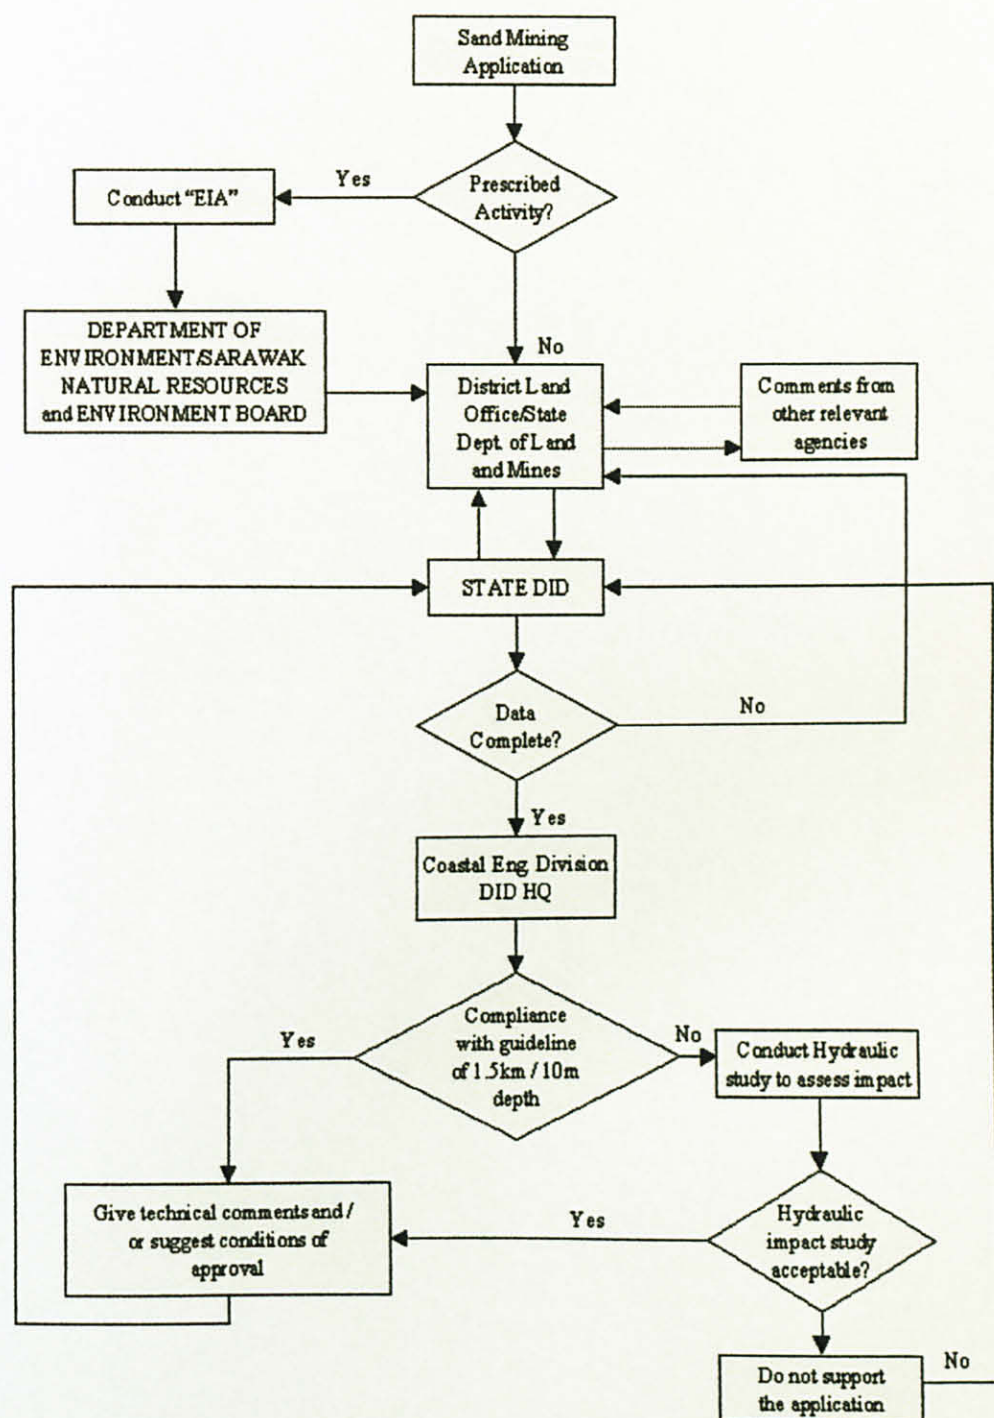 Sand Mining
Application
Prescribed
Activity?
Yes
Conduct "EIA"
DEPARTMENT OF
ENVIRONMENT/SARAWAK
NATURAL RESOURCES
and ENVIRONMENT BOARD
No
District Land
Office/State
Dept. of Land
and Mines
Comments from
other relevant
agencies
STATE DID
Data
Complete?
No
Yes
Coastal Eng. Division
DID HQ
Compliance
with guideline
of 1.5km / 10m
depth
Yes
No
Conduct Hydraulic
study to assess impact
Give technical comments and /
or suggest conditions of
approval
Yes
Hydraulic
impact study
acceptable?
Do not support
the application
No